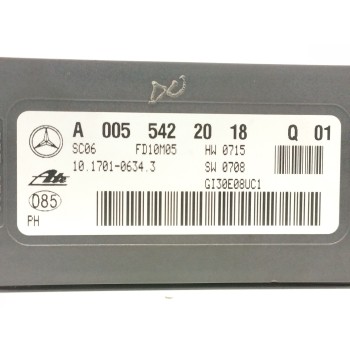 DC
A 005 542 20 18 Q 01
SC06 FD10M05 HW 0715
10.1701-0634.3 SW 0708
GI30E08UC1
Ate
085
PH